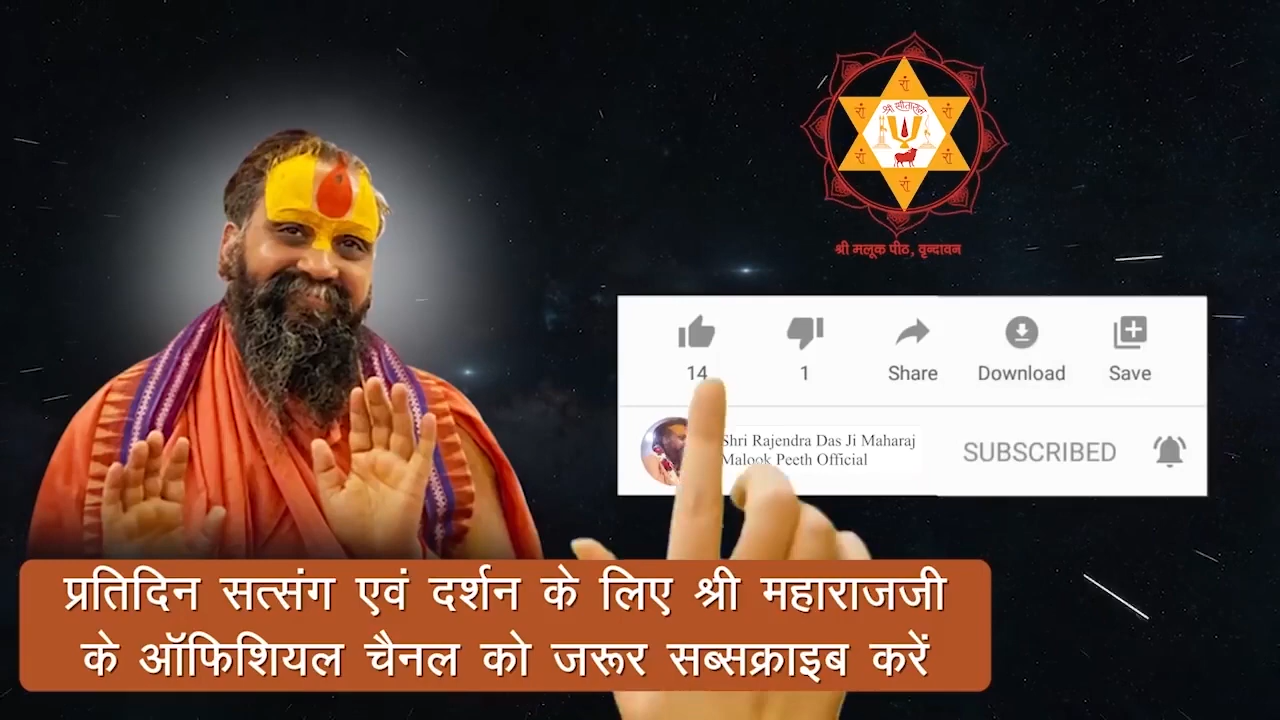 रां
रां
रां
श्री सीताराम
रां
रां
रां
श्री मलूक पीठ, वृन्दावन
14
1
Share
Download
Save
Shri Rajendra Das Ji Maharaj
Malook Peeth Official
SUBSCRIBED
प्रतिदिन सत्संग एवं दर्शन के लिए श्री महाराजजी
के ऑफिशियल चैनल को जरूर सब्सक्राइब करें